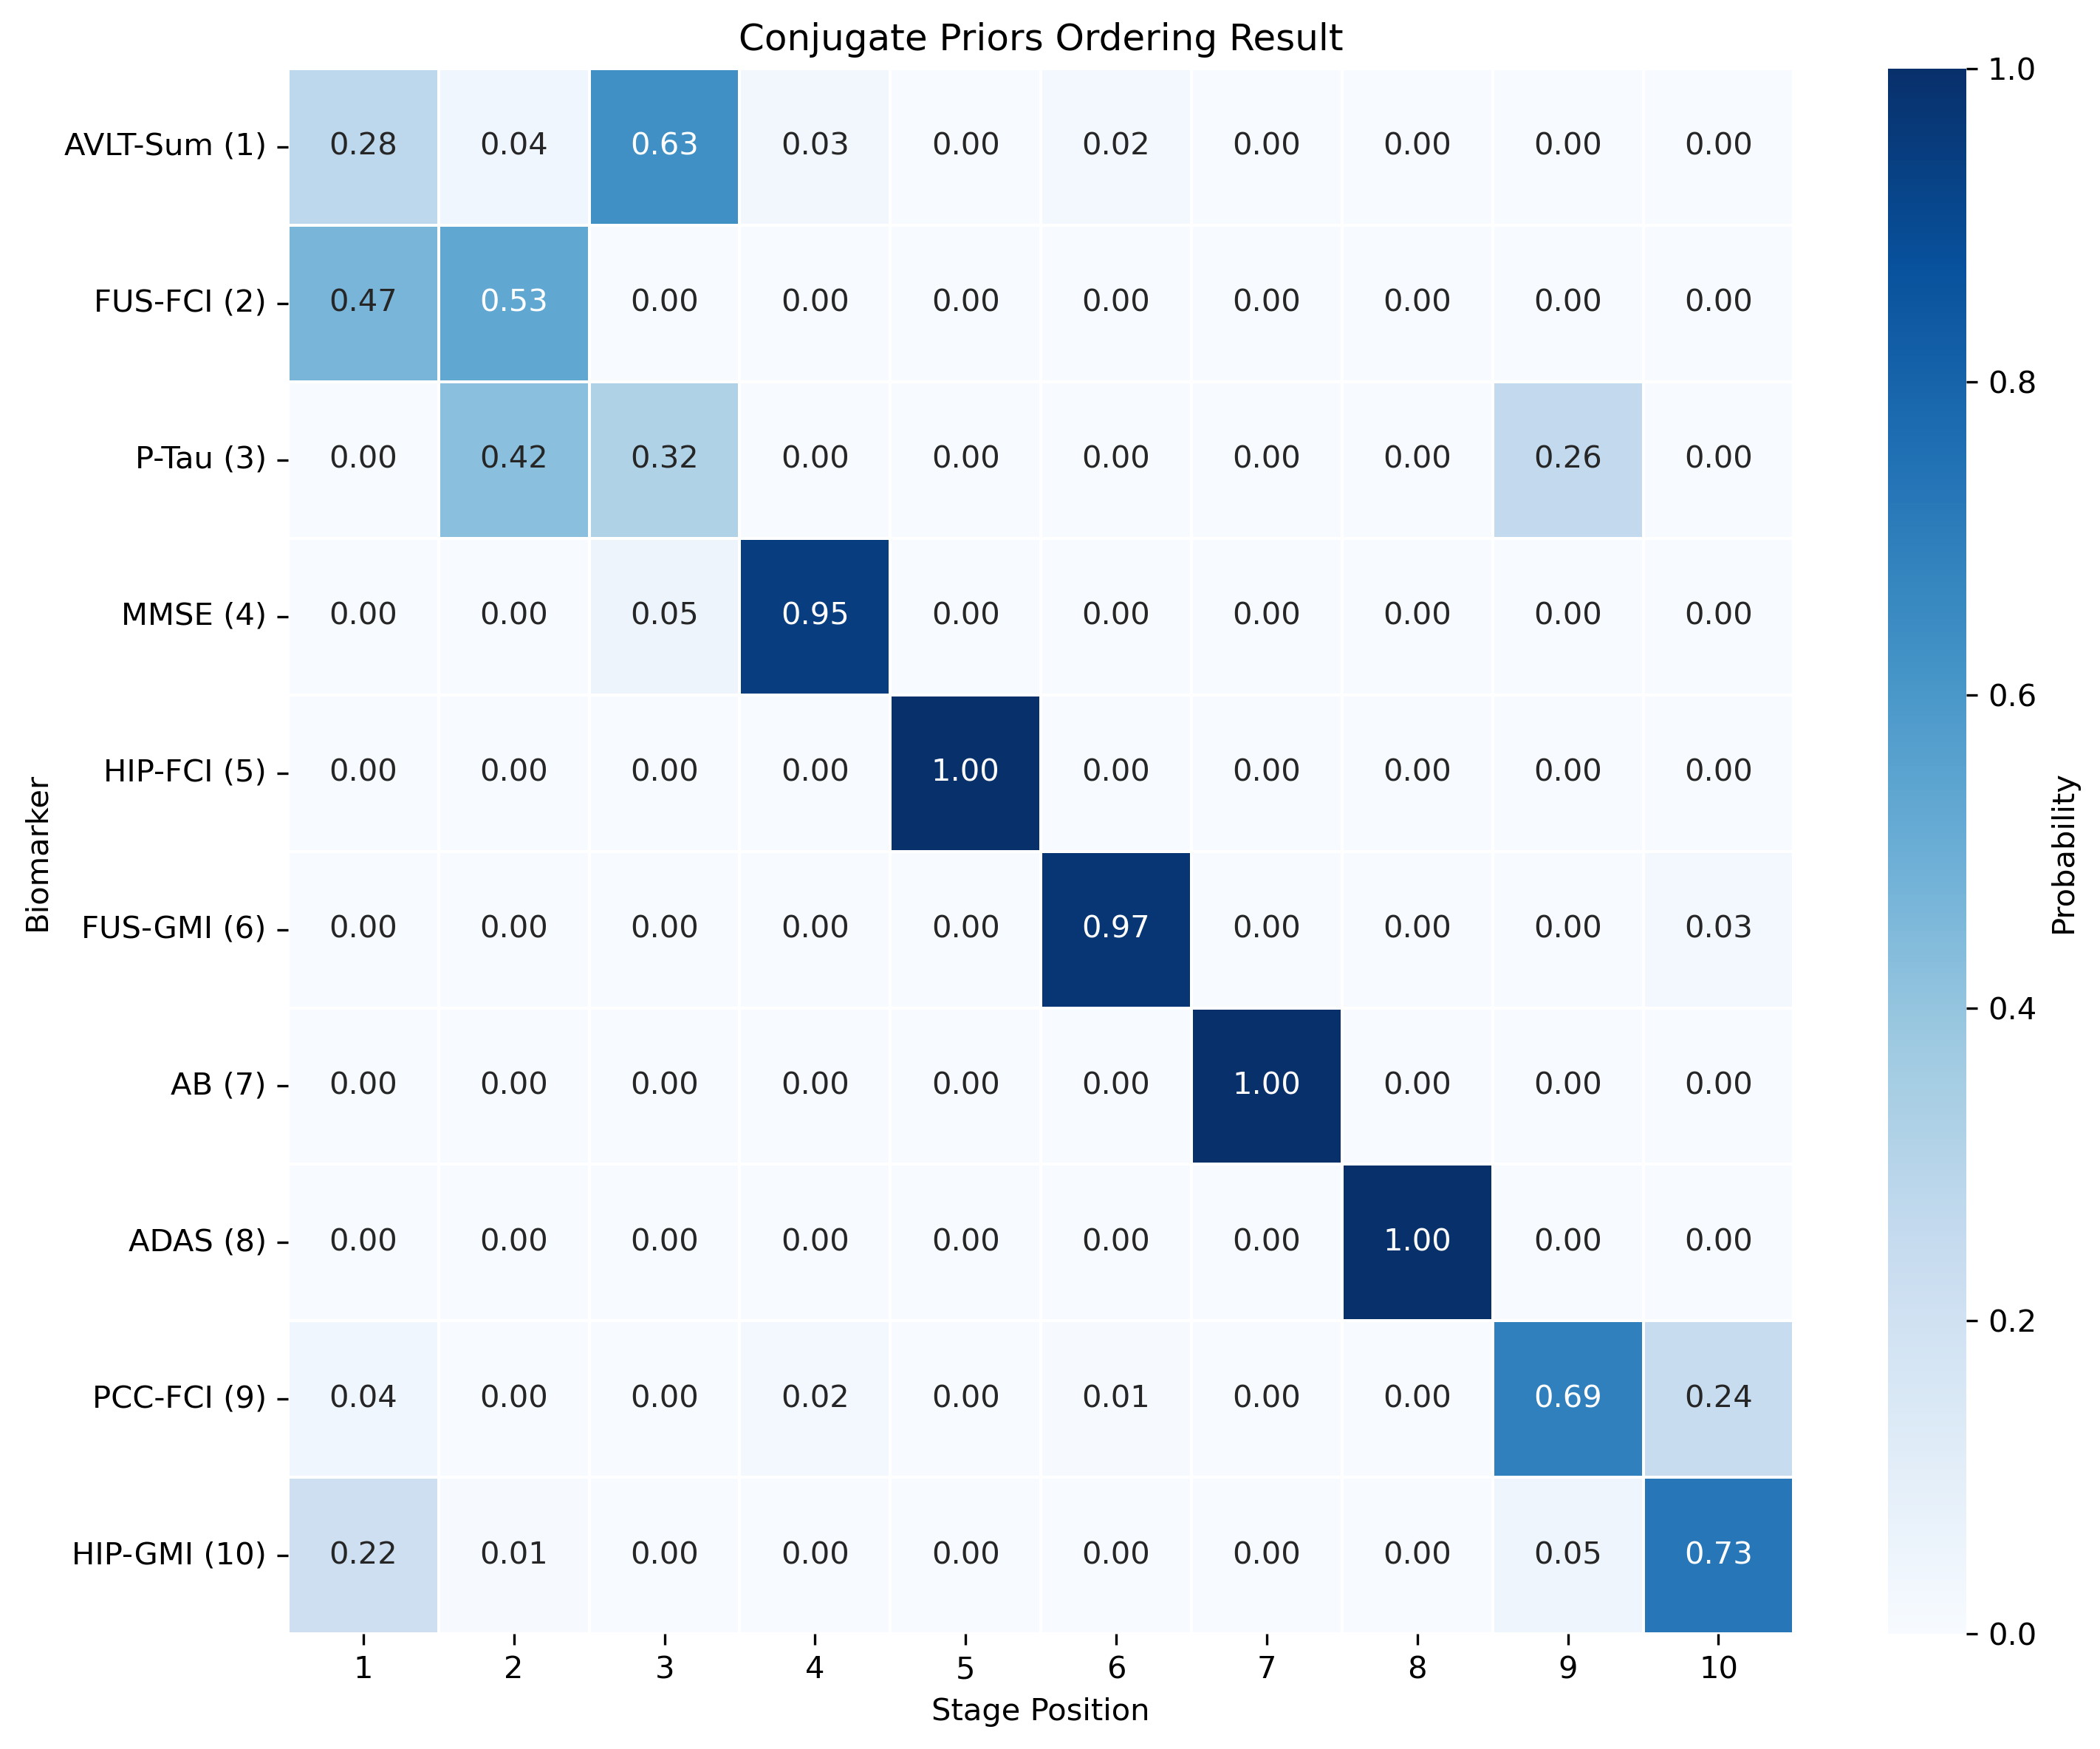 Conjugate Priors Ordering Result
AVLT-Sum (1) 0.28 0.04 0.63 0.03 0.00 0.02 0.00 0.00 0.00 0.00
FUS-FCI (2) 0.47 0.53 0.00 0.00 0.00 0.00 0.00 0.00 0.00 0.00
P-Tau (3) 0.00 0.42 0.32 0.00 0.00 0.00 0.00 0.00 0.26 0.00
MMSE (4) 0.00 0.00 0.05 0.95 0.00 0.00 0.00 0.00 0.00 0.00
HIP-FCI (5) 0.00 0.00 0.00 0.00 1.00 0.00 0.00 0.00 0.00 0.00
FUS-GMI (6) 0.00 0.00 0.00 0.00 0.00 0.97 0.00 0.00 0.00 0.03
AB (7) 0.00 0.00 0.00 0.00 0.00 0.00 1.00 0.00 0.00 0.00
ADAS (8) 0.00 0.00 0.00 0.00 0.00 0.00 0.00 1.00 0.00 0.00
PCC-FCI (9) 0.04 0.00 0.00 0.02 0.00 0.01 0.00 0.00 0.69 0.24
HIP-GMI (10) 0.22 0.01 0.00 0.00 0.00 0.00 0.00 0.00 0.05 0.73
1 2 3 4 5 6 7 8 9 10
Stage Position
Biomarker
1.0
0.8
0.6
0.4
0.2
0.0
Probability